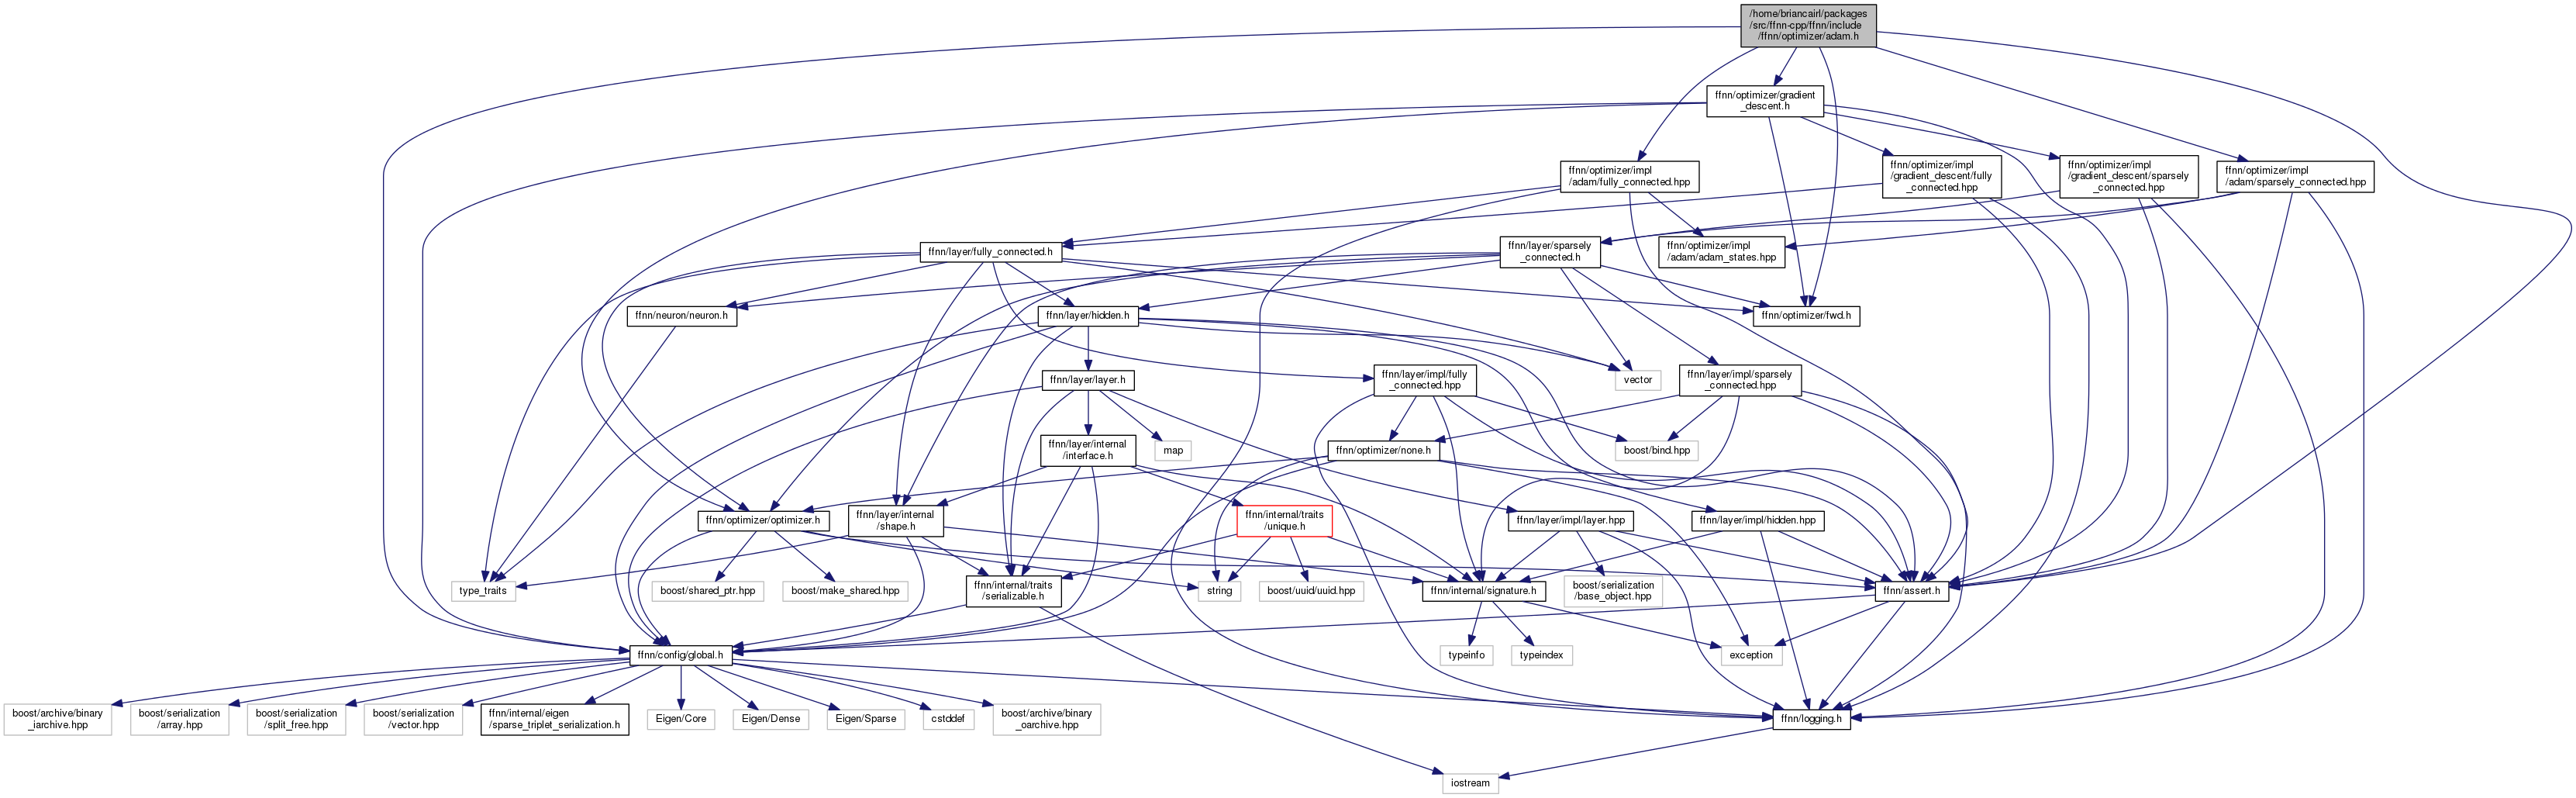 /home/briancairl/packages
/src/ffnn-cpp/ffnn/include
/ffnn/optimizer/adam.h
ffnn/optimizer/gradient
_descent.h
ffnn/optimizer/impl
/adam/fully_connected.hpp
ffnn/optimizer/impl
/gradient_descent/fully
_connected.hpp
ffnn/optimizer/impl
/gradient_descent/sparsely
_connected.hpp
ffnn/optimizer/impl
/adam/sparsely_connected.hpp
ffnn/layer/fully_connected.h
ffnn/layer/sparsely
_connected.h
ffnn/optimizer/impl
/adam/adam_states.hpp
ffnn/neuron/neuron.h
ffnn/layer/hidden.h
ffnn/optimizer/fwd.h
ffnn/layer/layer.h
ffnn/layer/impl/fully
_connected.hpp
vector
ffnn/layer/impl/sparsely
_connected.hpp
ffnn/layer/internal
/interface.h
map
ffnn/optimizer/none.h
boost/bind.hpp
ffnn/optimizer/optimizer.h
ffnn/layer/internal
/shape.h
ffnn/internal/traits
/unique.h
ffnn/layer/impl/layer.hpp
ffnn/layer/impl/hidden.hpp
type_traits
boost/shared_ptr.hpp
boost/make_shared.hpp
ffnn/internal/traits
/serializable.h
string
boost/uuid/uuid.hpp
ffnn/internal/signature.h
boost/serialization
/base_object.hpp
ffnn/assert.h
ffnn/config/global.h
typeinfo
typeindex
exception
boost/archive/binary
_iarchive.hpp
boost/serialization
/array.hpp
boost/serialization
/split_free.hpp
boost/serialization
/vector.hpp
ffnn/internal/eigen
/sparse_triplet_serialization.h
Eigen/Core
Eigen/Dense
Eigen/Sparse
cstddef
boost/archive/binary
_oarchive.hpp
ffnn/logging.h
iostream